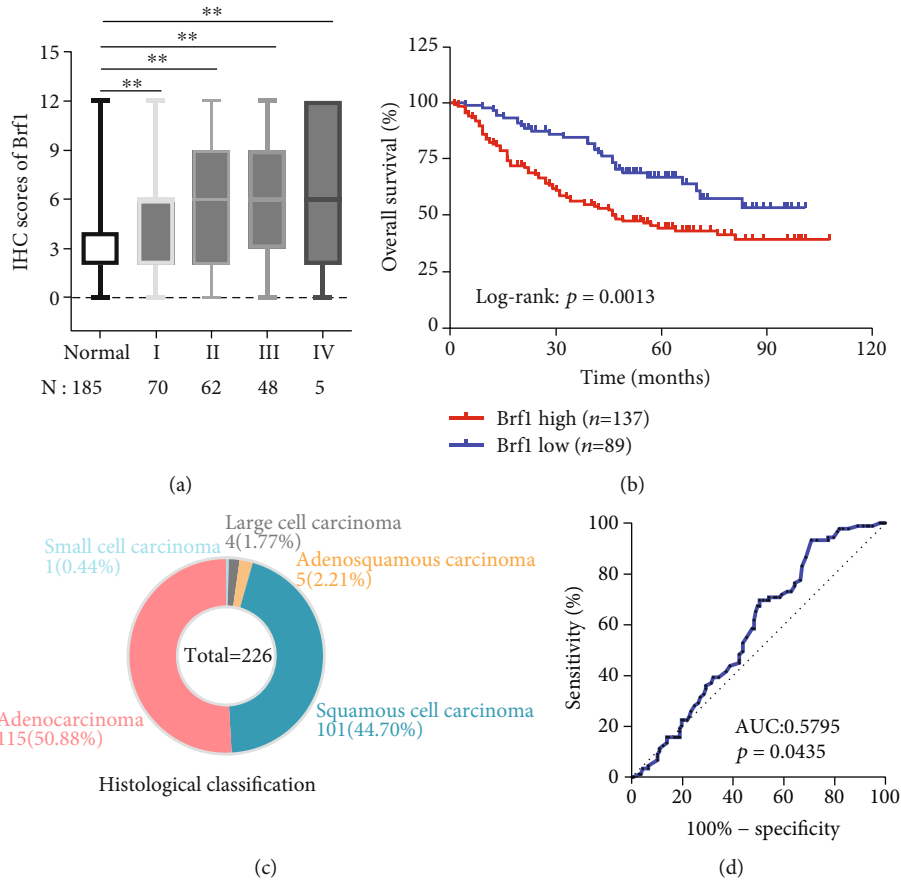 **
**
**
**
15
12
9
6
3
0
IHC scores of Brf1
Normal I II III IV
N : 185 70 62 48 5
(a)
125
100
75
50
25
0
Overall survival (%)
Log-rank: p = 0.0013
0 30 60 90 120
Time (months)
Brf1 high (n=137)
Brf1 low (n=89)
(b)
Large cell carcinoma
4(1.77%)
Small cell carcinoma
1(0.44%)
Adenosquamous carcinoma
5(2.21%)
Total=226
Squamous cell carcinoma
101(44.70%)
Adenocarcinoma
115(50.88%)
Histological classification
(c)
100
80
60
40
20
0
Sensitivity (%)
AUC:0.5795
p = 0.0435
0 20 40 60 80 100
100% − specificity
(d)